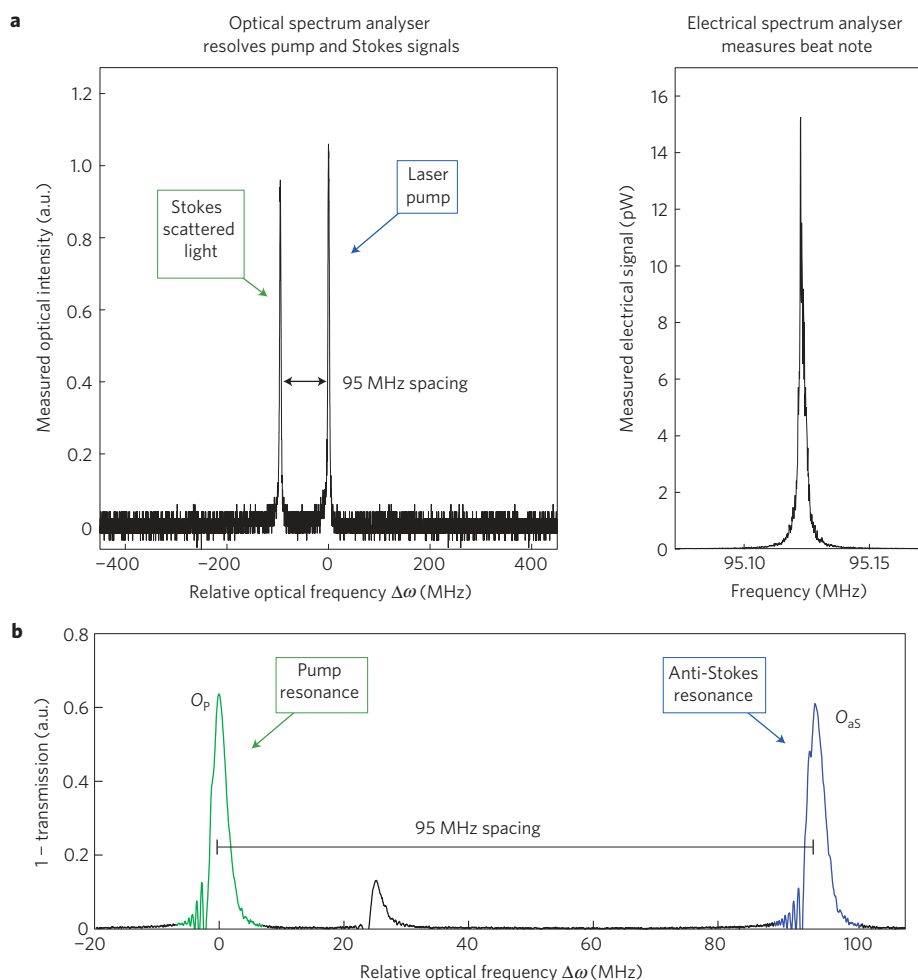 a
Optical spectrum analyser
resolves pump and Stokes signals
Electrical spectrum analyser
measures beat note
Measured optical intensity (a.u.)
1.2
1.0
0.8
0.6
0.4
0.2
0
Stokes
scattered
light
Laser
pump
95 MHz spacing
−400
−200
0
200
400
Relative optical frequency Δω (MHz)
Measured electrical signal (pW)
16
14
12
10
8
6
4
2
0
95.10
95.15
Frequency (MHz)
b
1 − transmission (a.u.)
0.8
0.6
0.4
0.2
0
OP
Pump
resonance
Anti-Stokes
resonance
OaS
95 MHz spacing
−20
0
20
40
60
80
100
Relative optical frequency Δω (MHz)